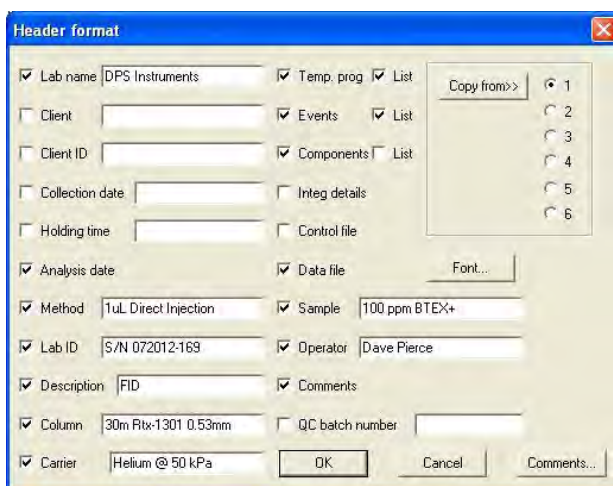 Header format
Lab name DPS Instruments Temp. prog List Copy from>> 1
Client Events List 2
Client ID Components List 3
4
Collection date Integ details 5
Holding time Control file 6
Analysis date Data file Font...
Method 1uL Direct Injection Sample 100 ppm BTEX+
Lab ID S/N 072012-169 Operator Dave Pierce
Description FID Comments
Column 30m Rtx-1301 0.53mm QC batch number
Carrier Helium @ 50 kPa OK Cancel Comments...